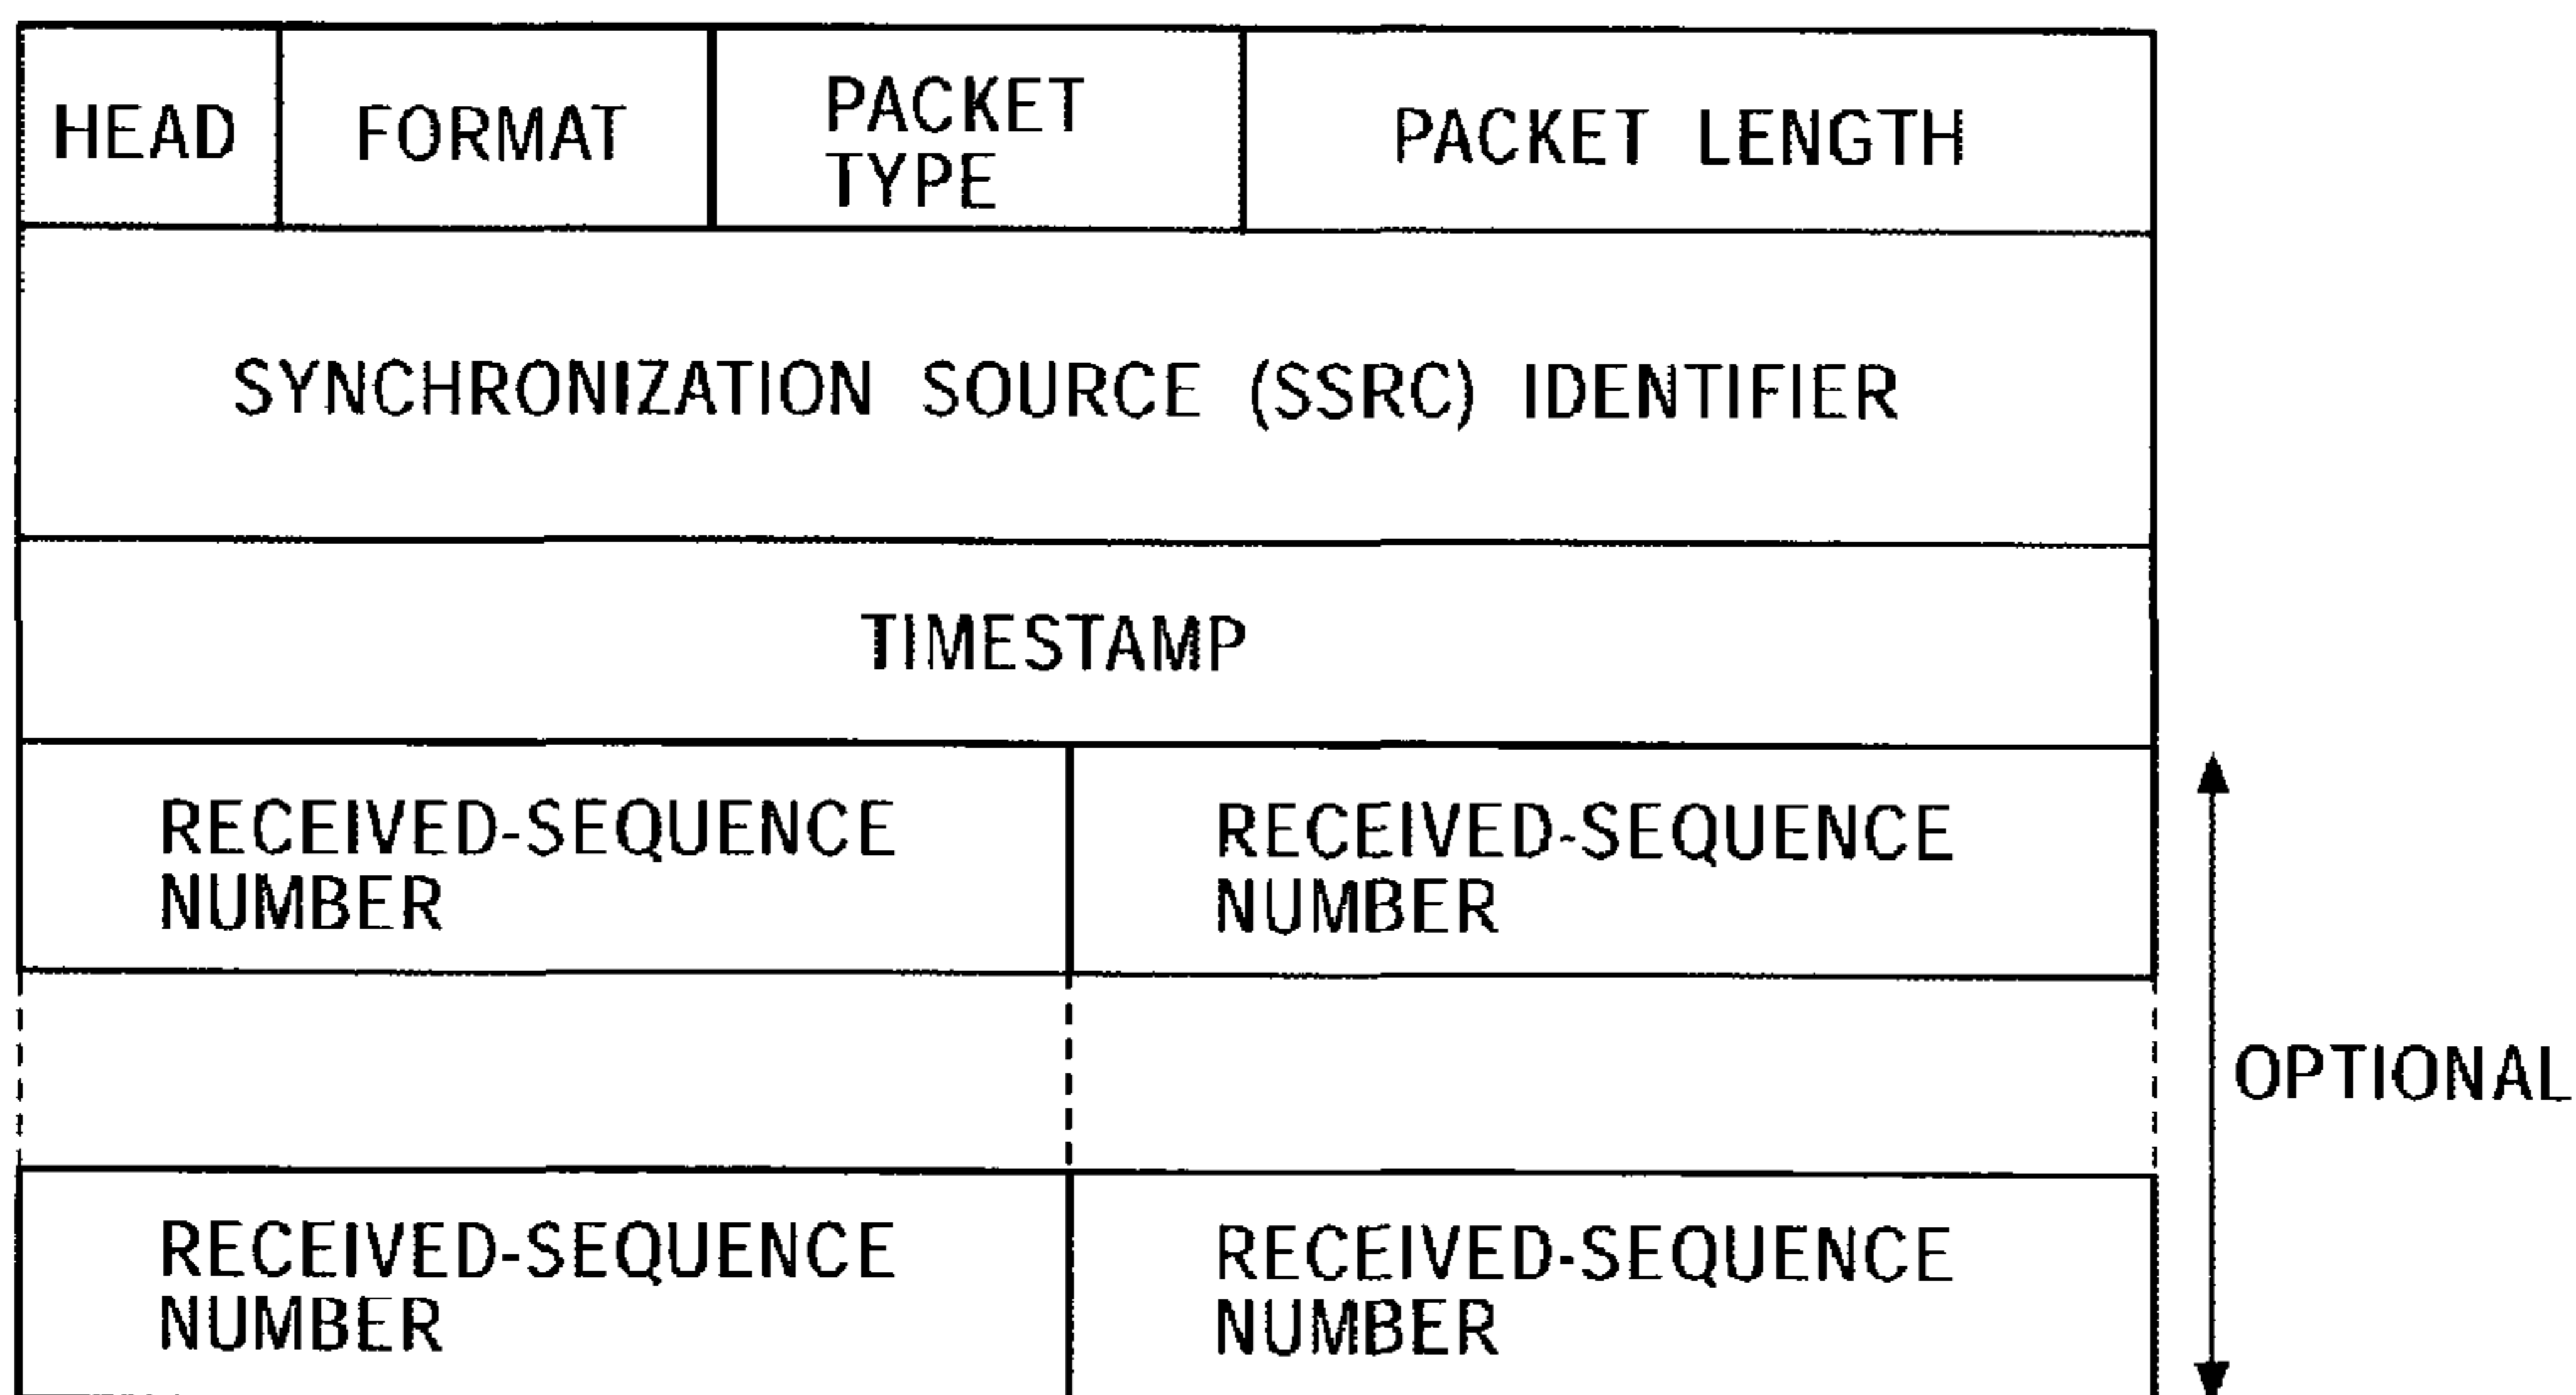 HEAD
FORMAT
PACKET
TYPE
PACKET LENGTH
SYNCHRONIZATION SOURCE (SSRC) IDENTIFIER
TIMESTAMP
RECEIVED-SEQUENCE
NUMBER
RECEIVED-SEQUENCE
NUMBER
OPTIONAL
RECEIVED-SEQUENCE
NUMBER
RECEIVED-SEQUENCE
NUMBER